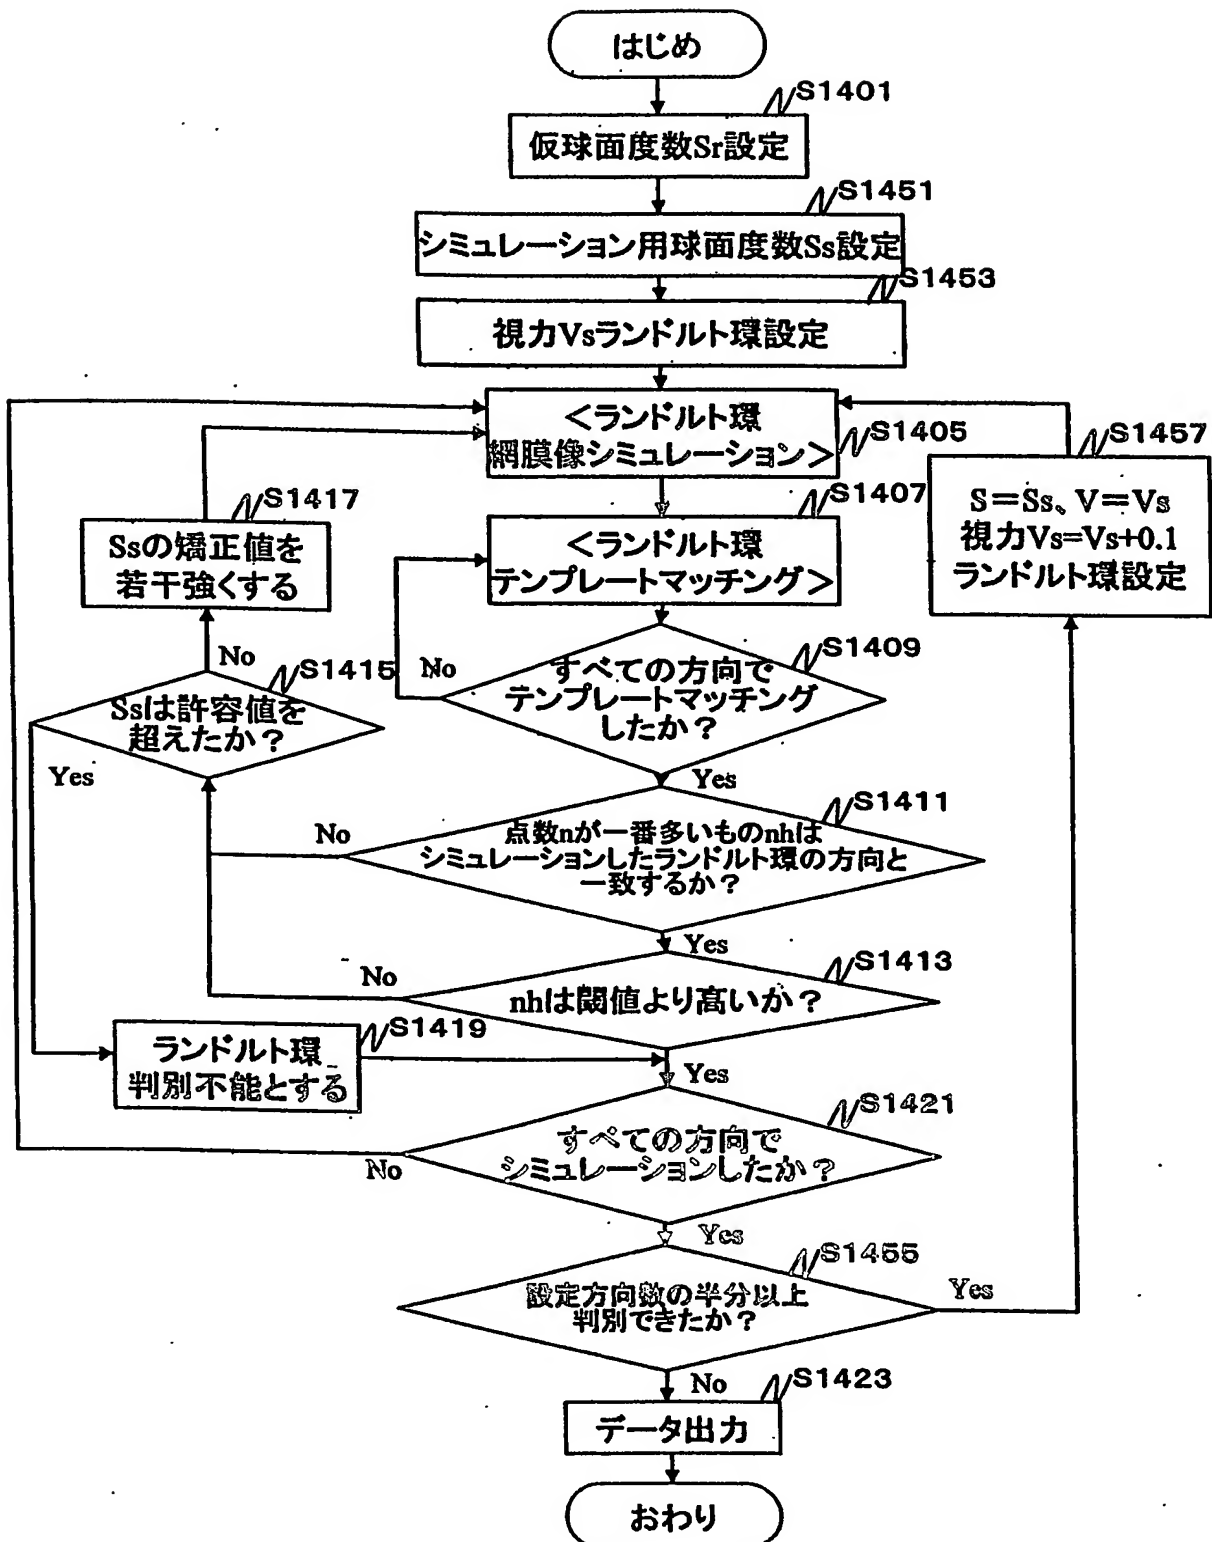 はじめ
S1401
仮球面度数Sr設定
S1451
シミュレーション用球面度数Ss設定
S1453
視力Vsランドルト環設定
<ランドルト環
網膜像シミュレーション>
S1405
S1457
S=Ss、V=Vs
視力Vs=Vs+0.1
ランドルト環設定
S1417
Ssの矯正値を
若干強くする
S1407
<ランドルト環
テンプレートマッチング>
No
S1415
Ssは許容値を
超えたか？
Yes
No
S1409
すべての方向で
テンプレートマッチング
したか？
Yes
No
S1411
点数nが一番多いものnhは
シミュレーションしたランドルト環の方向と
一致するか？
Yes
No
S1413
nhは閾値より高いか？
S1419
ランドルト環
判別不能とする
Yes
S1421
すべての方向で
シミュレーションしたか？
No
Yes
S1455
設定方向数の半分以上
判別できたか？
Yes
No
S1423
データ出力
おわり